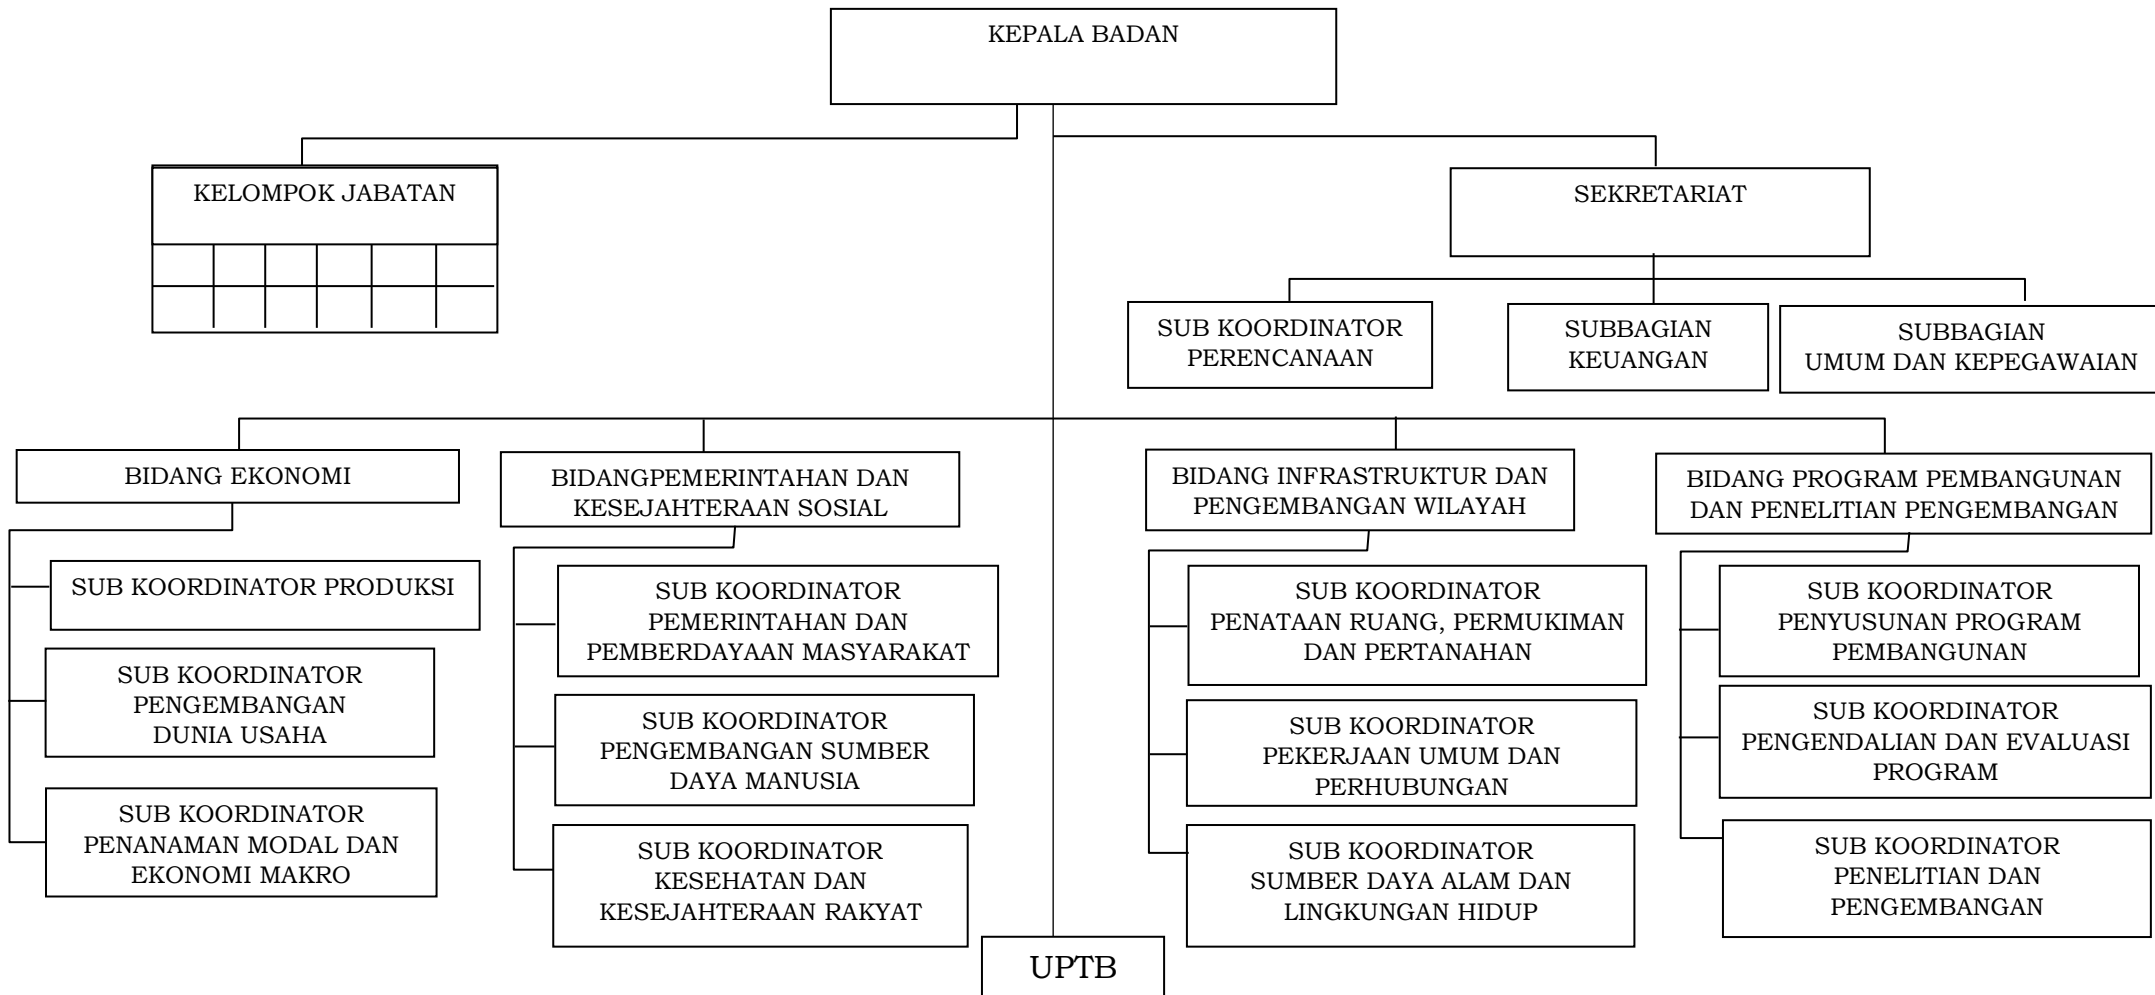 KEPALA BADAN
KELOMPOK JABATAN
SEKRETARIAT
SUB KOORDINATOR
PERENCANAAN
SUBBAGIAN
KEUANGAN
SUBBAGIAN
UMUM DAN KEPEGAWAIAN
BIDANG EKONOMI
BIDANGPEMERINTAHAN DAN
KESEJAHTERAAN SOSIAL
BIDANG INFRASTRUKTUR DAN
PENGEMBANGAN WILAYAH
BIDANG PROGRAM PEMBANGUNAN
DAN PENELITIAN PENGEMBANGAN
SUB KOORDINATOR PRODUKSI
SUB KOORDINATOR
PENGEMBANGAN
DUNIA USAHA
SUB KOORDINATOR
PENANAMAN MODAL DAN
EKONOMI MAKRO
SUB KOORDINATOR
PEMERINTAHAN DAN
PEMBERDAYAAN MASYARAKAT
SUB KOORDINATOR
PENGEMBANGAN SUMBER
DAYA MANUSIA
SUB KOORDINATOR
KESEHATAN DAN
KESEJAHTERAAN RAKYAT
SUB KOORDINATOR
PENATAAN RUANG, PERMUKIMAN
DAN PERTANAHAN
SUB KOORDINATOR
PEKERJAAN UMUM DAN
PERHUBUNGAN
SUB KOORDINATOR
SUMBER DAYA ALAM DAN
LINGKUNGAN HIDUP
SUB KOORDINATOR
PENYUSUNAN PROGRAM
PEMBANGUNAN
SUB KOORDINATOR
PENGENDALIAN DAN EVALUASI
PROGRAM
SUB KOORDINATOR
PENELITIAN DAN
PENGEMBANGAN
UPTB